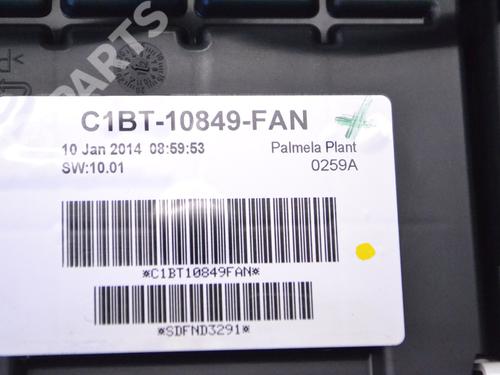 PARTS
C1BT-10849-FAN
10 Jan 2014 08:59:53
Palmela Plant
SW:10.01
0259A
*C1BT10849FAN*
*SDFND3291*